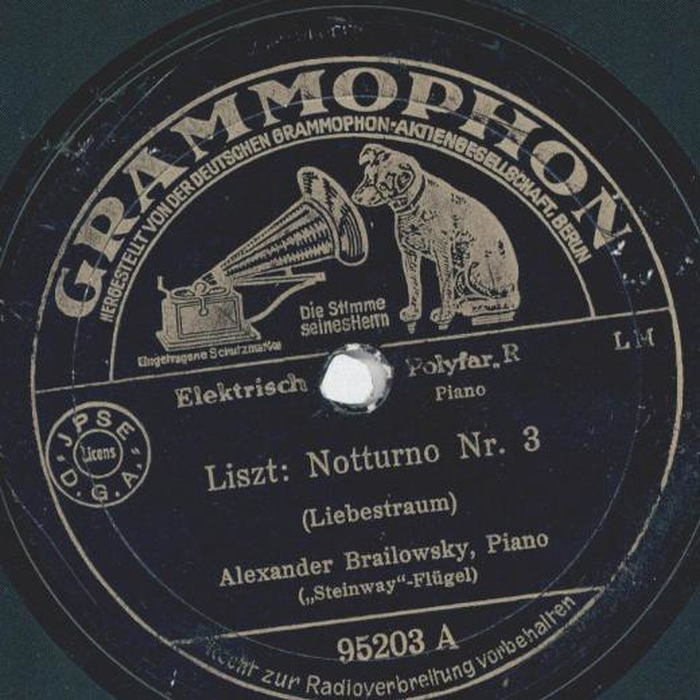 GRAMMOPHON
HERGESTELLT VON DER DEUTSCHEN GRAMMOPHON-AKTIENGESELLSCHAFT, BERLIN
Die Stimme
seines Herrn
Eingetragene Schutzmarke
Elektrisch
Polyfar. R
L M
Piano
JPSE
Licens
D.G.A.
Liszt: Notturno Nr. 3
(Liebestraum)
Alexander Brailowsky, Piano
(„Steinway“-Flügel)
95203 A
Recht zur Radioverbreitung vorbehalten